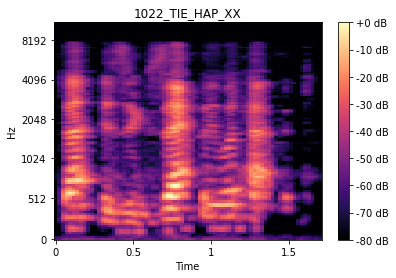 1022_TIE_HAP_XX
+0 dB
8192
-10 dB
4096
-20 dB
-30 dB
2048
Hz
-40 dB
1024
-50 dB
512
-60 dB
-70 dB
0
-80 dB
0
0.5
1
1.5
Time